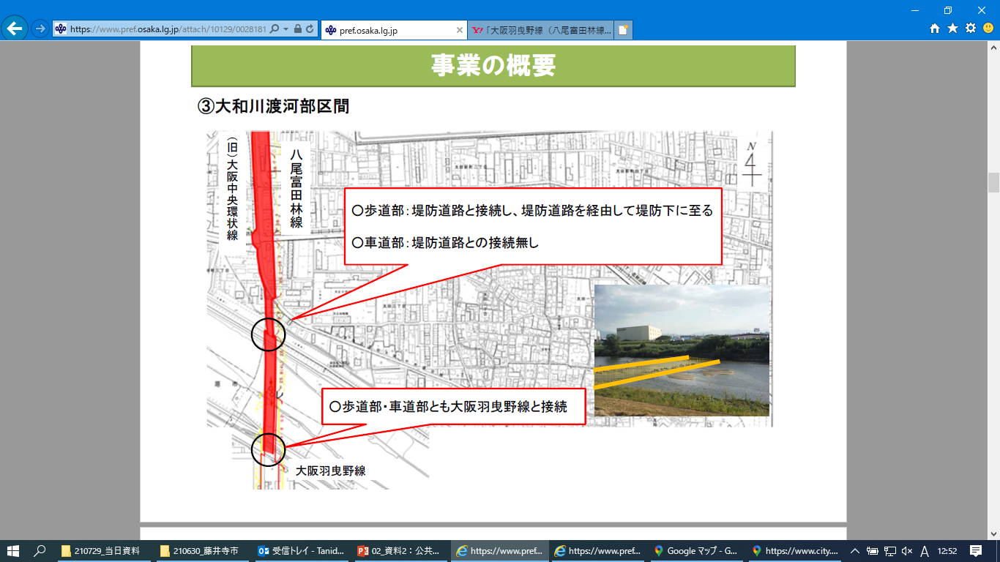 https://www.pref.osaka.lg.jp/attach/10129/0028181
pref.osaka.lg.jp
「大阪羽曳野線（八尾富田林線...
事業の概要
③大和川渡河部区間
（旧）大阪中央環状線
八尾富田林線
N
○歩道部：堤防道路と接続し、堤防道路を経由して堤防下に至る
○車道部：堤防道路との接続無し
○歩道部・車道部とも大阪羽曳野線と接続
大阪羽曳野線
210729_当日資料
210630_藤井寺市
受信トレイ - Tanid...
02_資料2：公共...
https://www.pref...
https://www.pref...
Google マップ - G...
https://www.city....
A
12:52